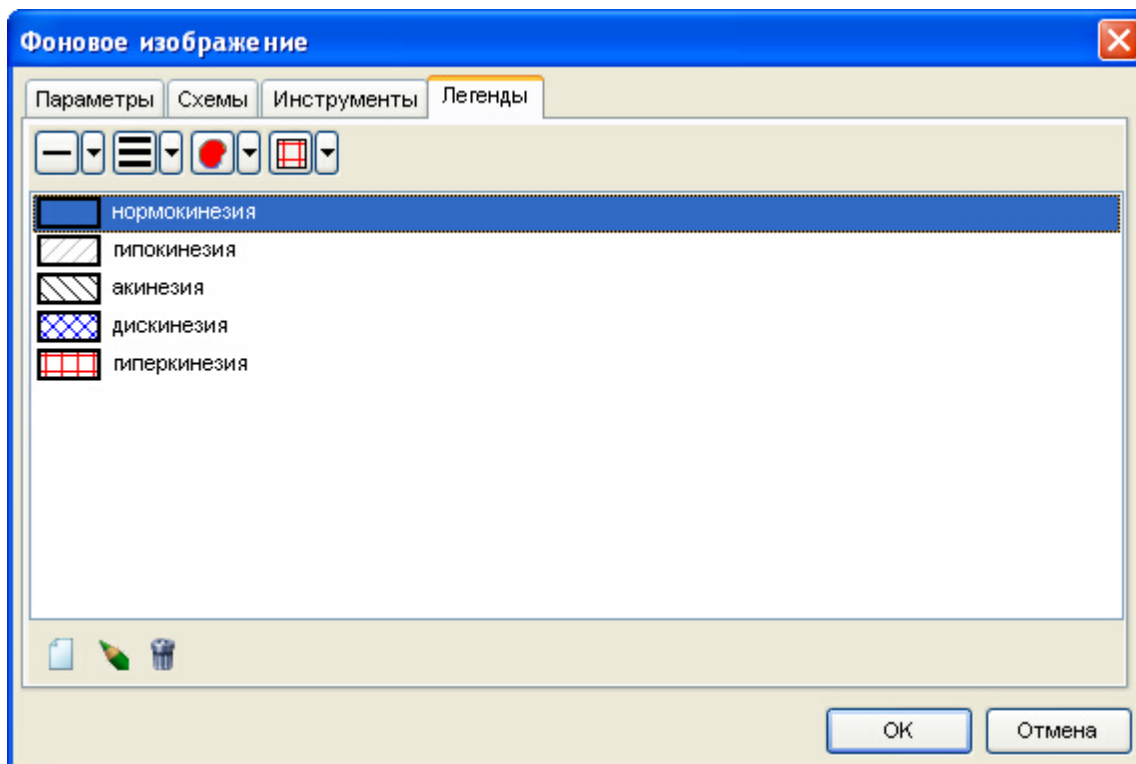 Фоновое изображение
Параметры Схемы Инструменты Легенды
нормокинезия
гипокинезия
акинезия
дискинезия
гиперкинезия
OK Отмена